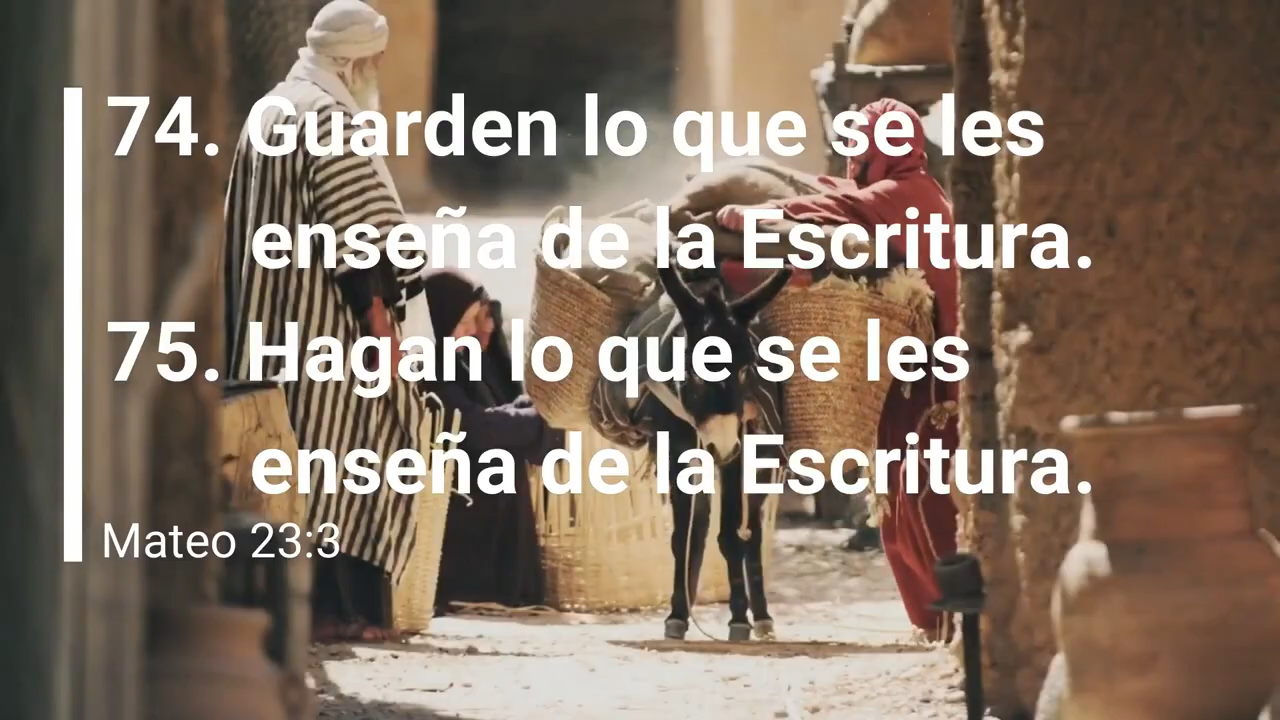 74. Guarden lo que se les
enseña de la Escritura.
75. Hagan lo que se les
enseña de la Escritura.
Mateo 23:3